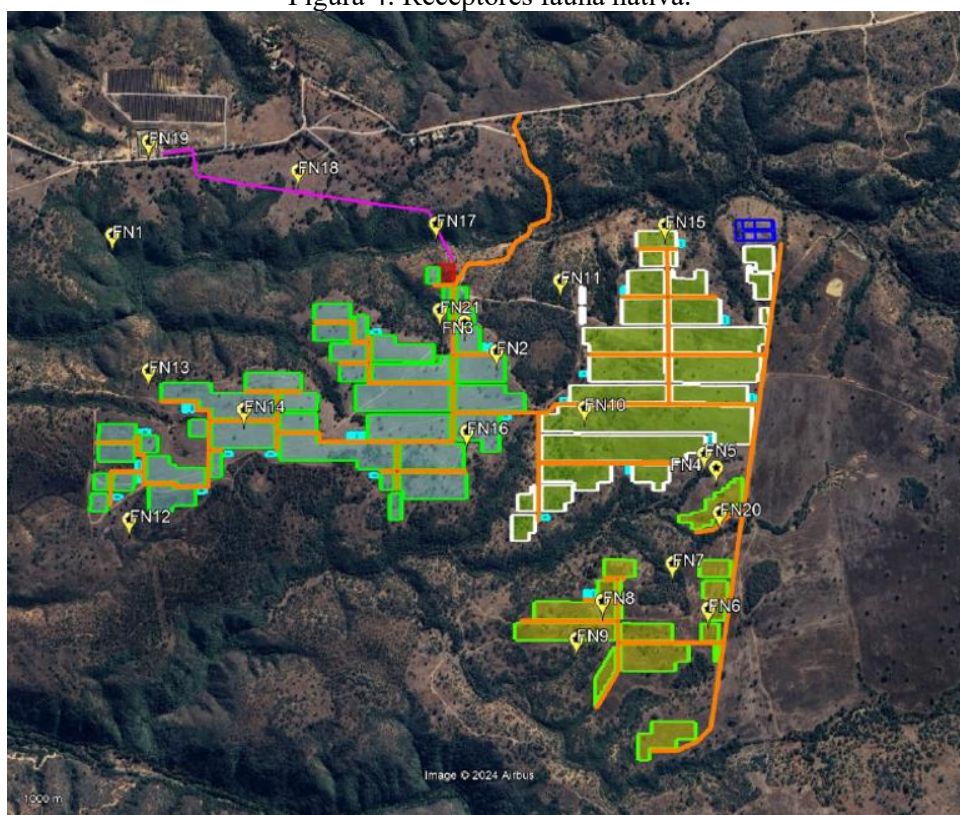 Figura 4. Receptores fauna nativa.
FN19
FN18
FN1
FN17
FN15
FN11
FN21
FN3
FN2
FN13
FN14
FN10
FN16
FN5
FN4
FN12
FN20
FN7
FN8
FN6
FN9
Image © 2024 Airbus
1000 m